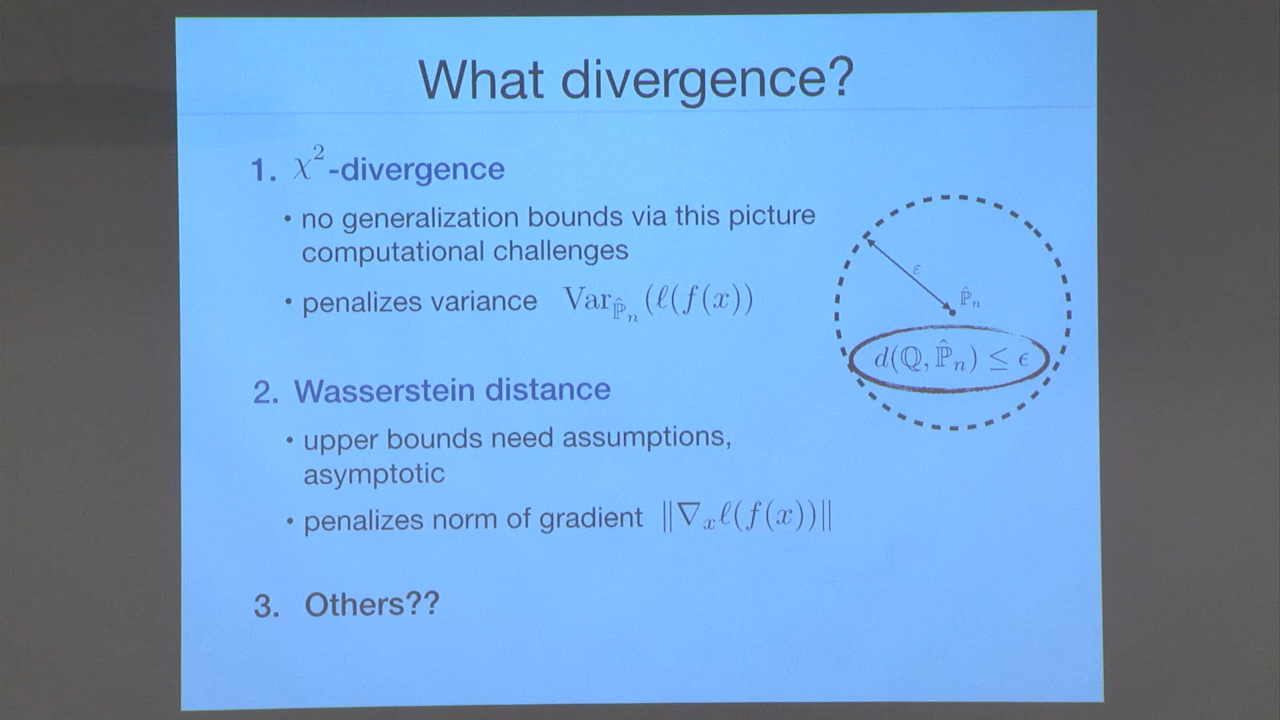 What divergence?
1. χ²-divergence
• no generalization bounds via this picture
computational challenges
• penalizes variance Var_{ℙ̂_n}(ℓ(f(x))
ε
ℙ̂_n
d(ℚ, ℙ̂_n) ≤ ϵ
2. Wasserstein distance
• upper bounds need assumptions,
asymptotic
• penalizes norm of gradient ‖∇_xℓ(f(x))‖
3. Others??